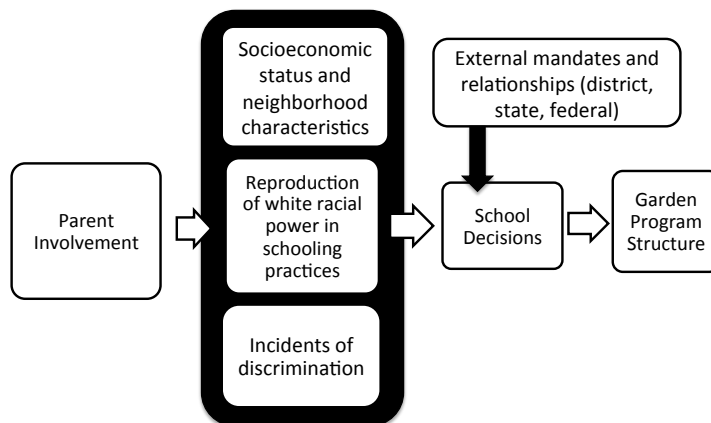 Parent
Involvement
Socioeconomic
status and
neighborhood
characteristics
Reproduction
of white racial
power in
schooling
practices
Incidents of
discrimination
External mandates and
relationships (district,
state, federal)
School
Decisions
Garden
Program
Structure